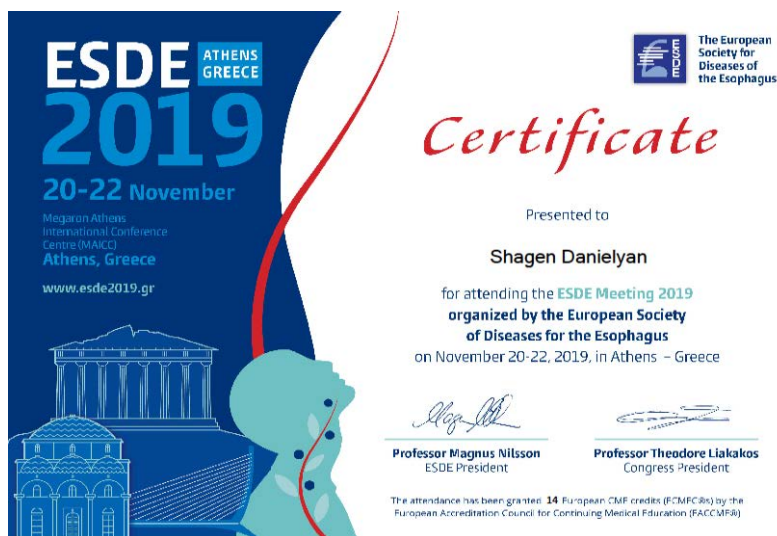 ESDE ATHENS GREECE
2019
20-22 November
Megaron Athens
International Conference
Centre (MAICC)
Athens, Greece
www.esde2019.gr
ESDE
The European
Society for
Diseases of
the Esophagus
Certificate
Presented to
Shagen Danielyan
for attending the ESDE Meeting 2019
organized by the European Society
of Diseases for the Esophagus
on November 20-22, 2019, in Athens – Greece
Professor Magnus Nilsson
ESDE President
Professor Theodore Liakakos
Congress President
The attendance has been granted 14 European CME credits (ECMEC®s) by the
European Accreditation Council for Continuing Medical Education (EACCME®)